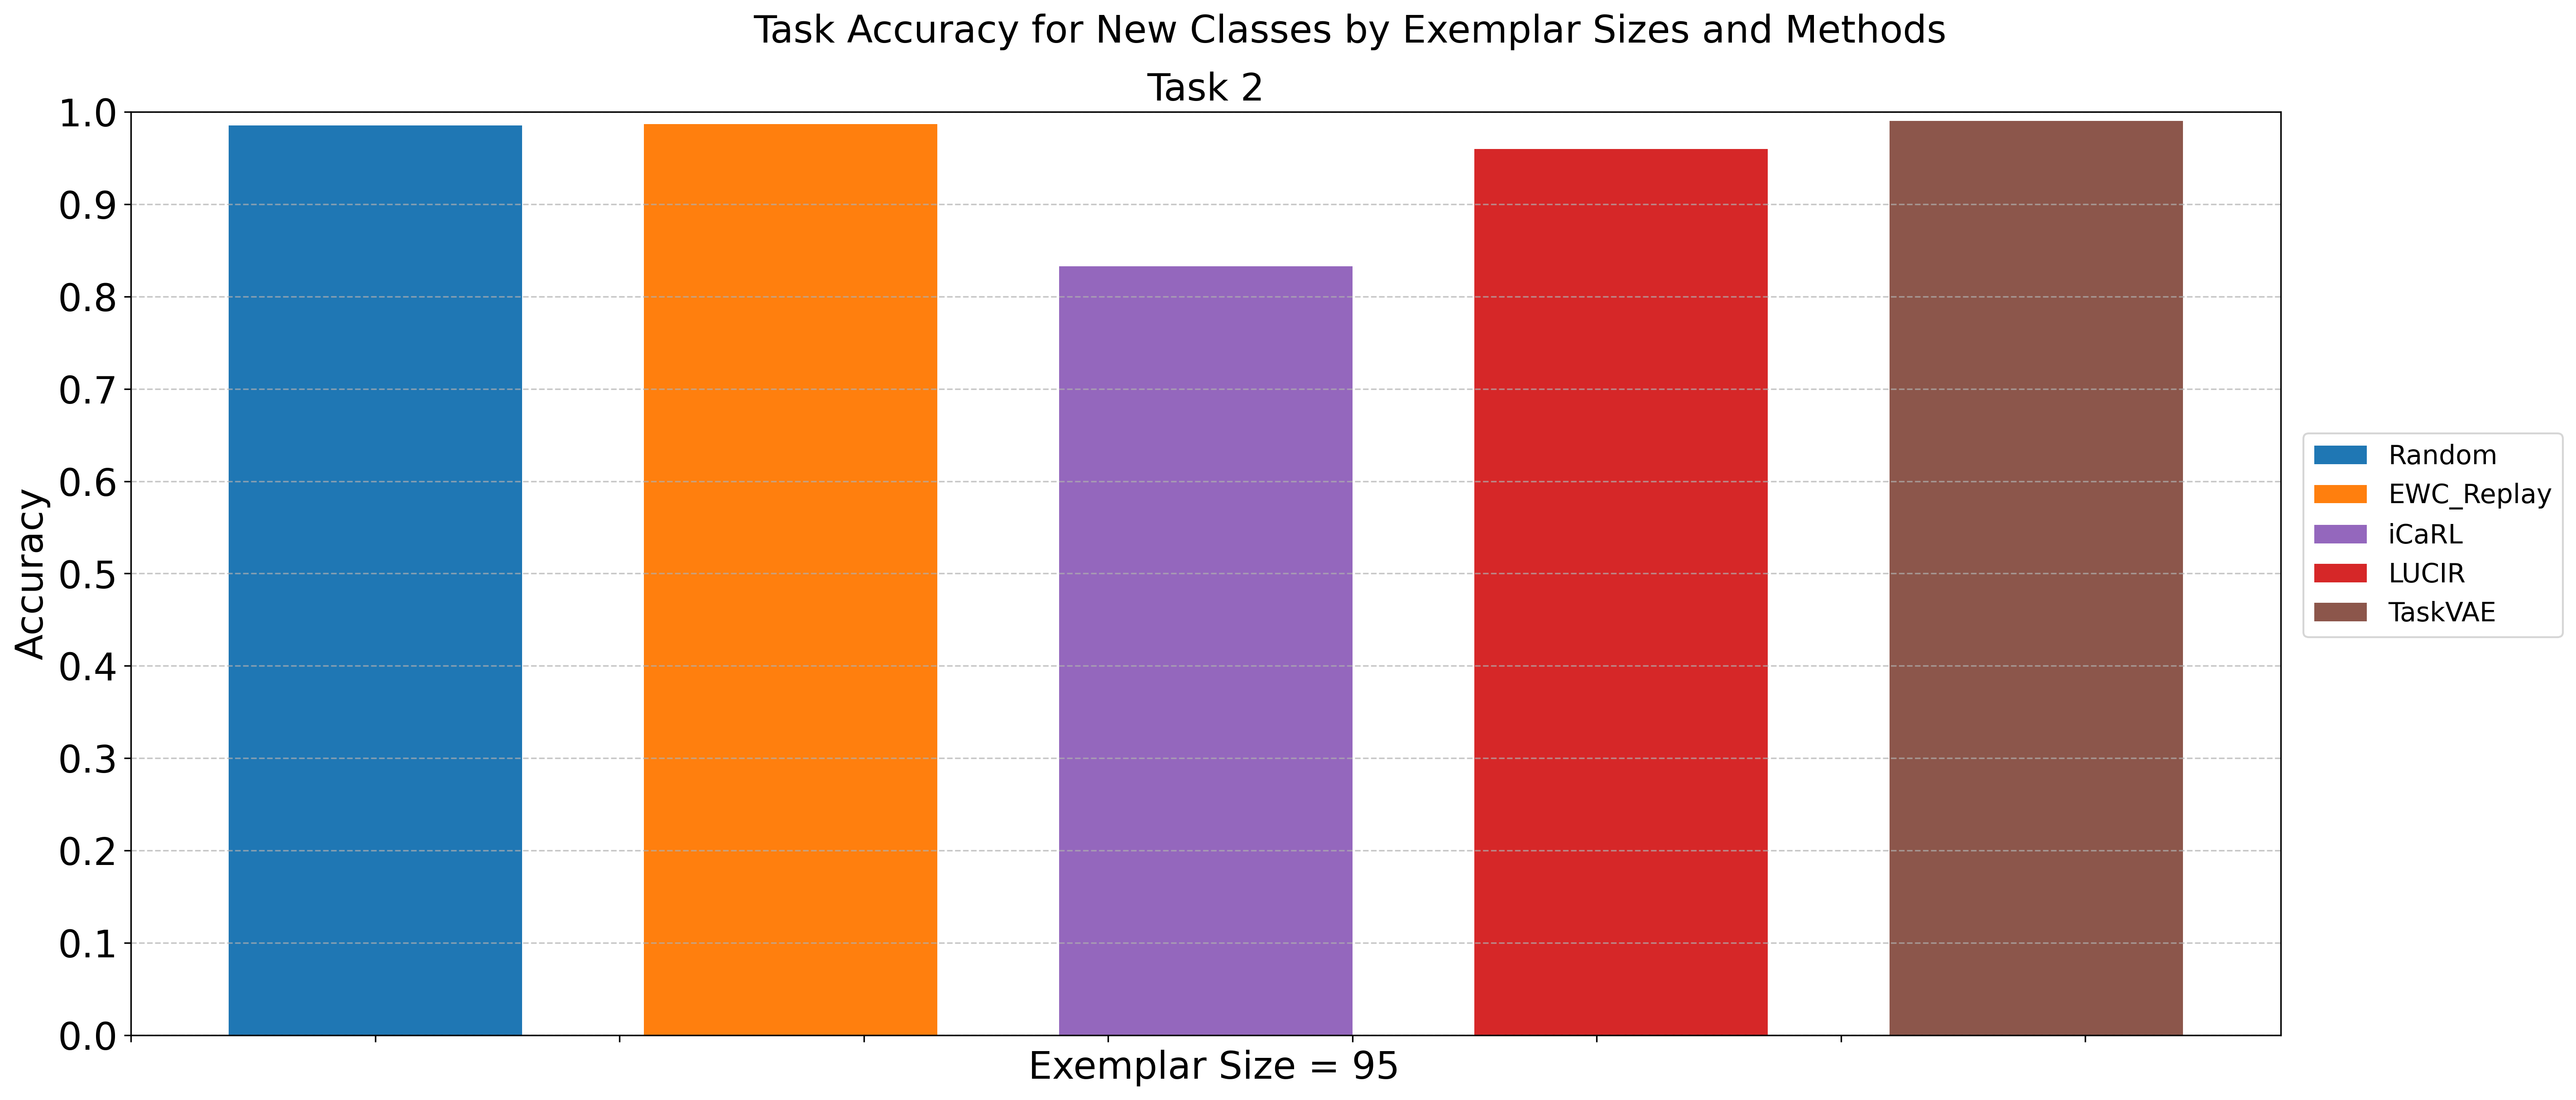 Task Accuracy for New Classes by Exemplar Sizes and Methods
Task 2
1.0
0.9
0.8
0.7
0.6
0.5
0.4
0.3
0.2
0.1
0.0
Accuracy
Exemplar Size = 95
Random
EWC_Replay
iCaRL
LUCIR
TaskVAE